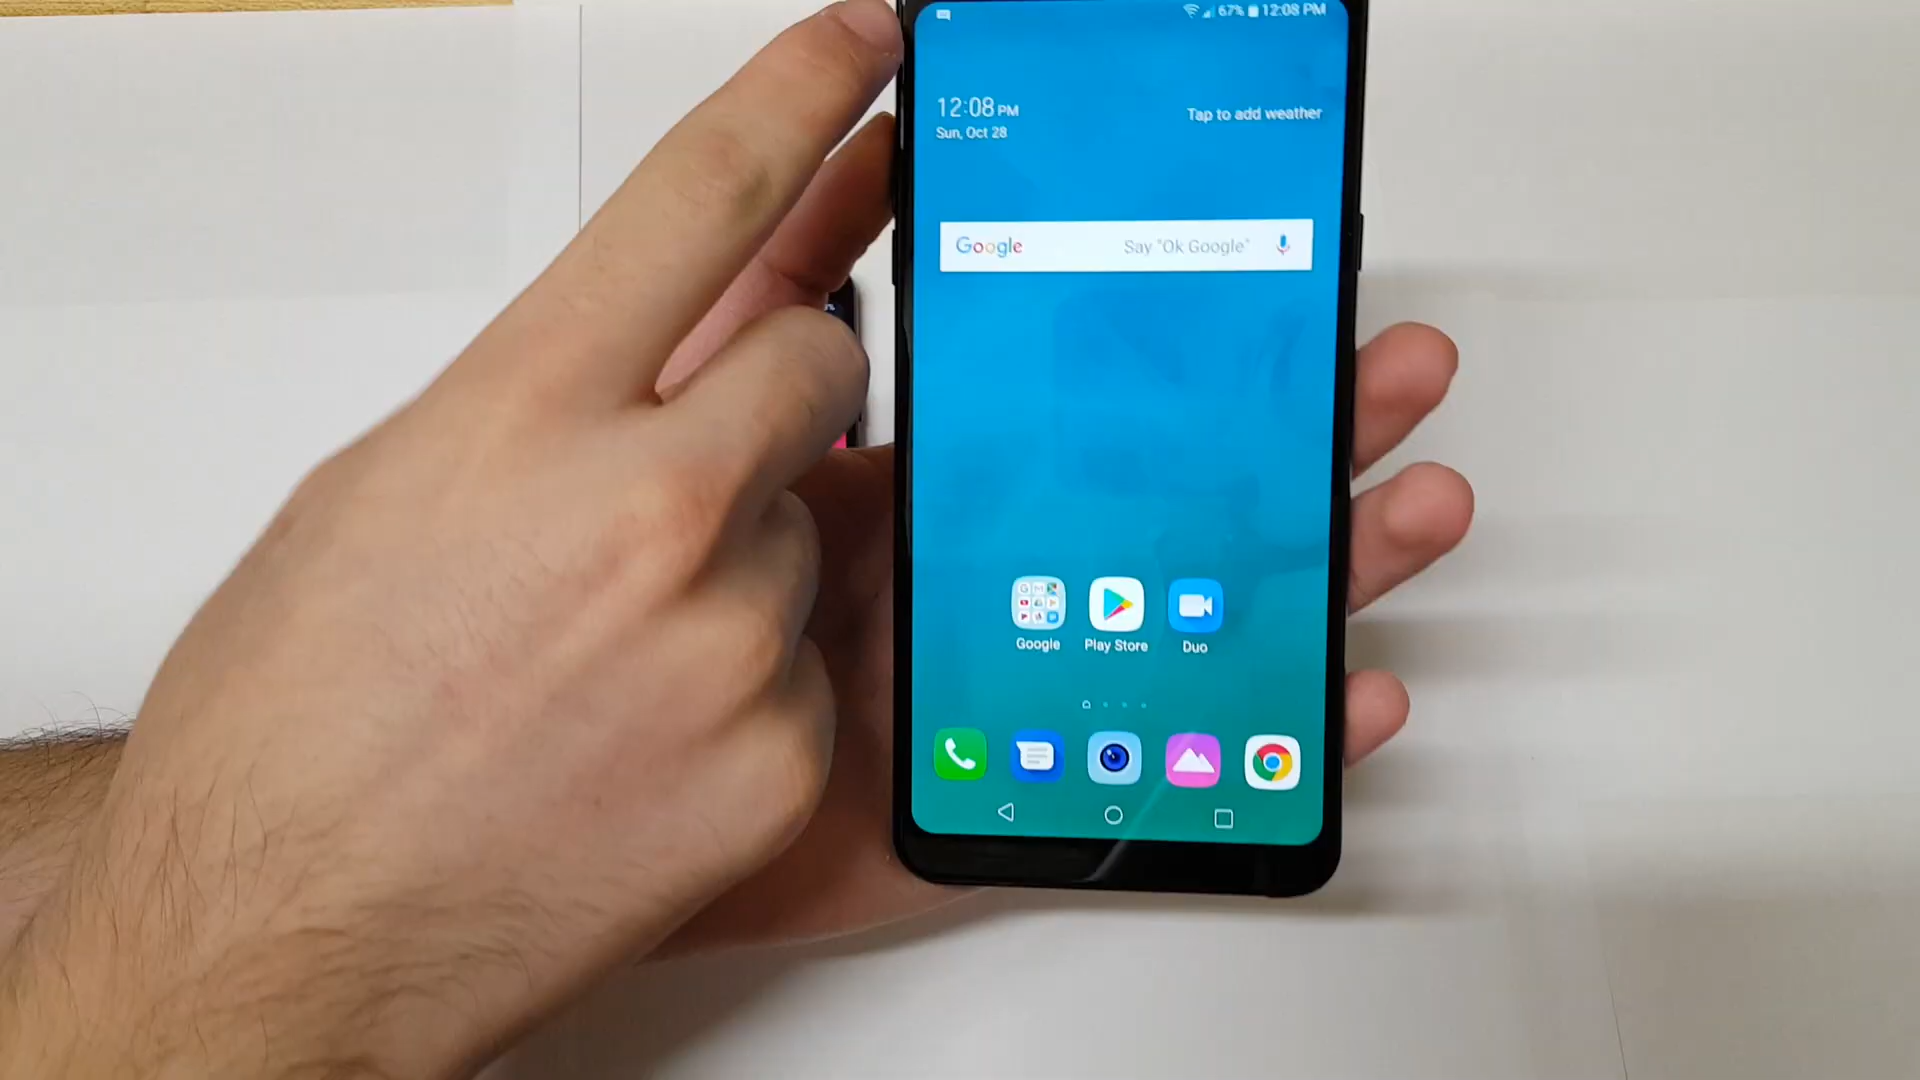 67% 12:08 PM
12:08 PM
Tap to add weather
Sun, Oct 28
Google Say "Ok Google"
Google Play Store Duo